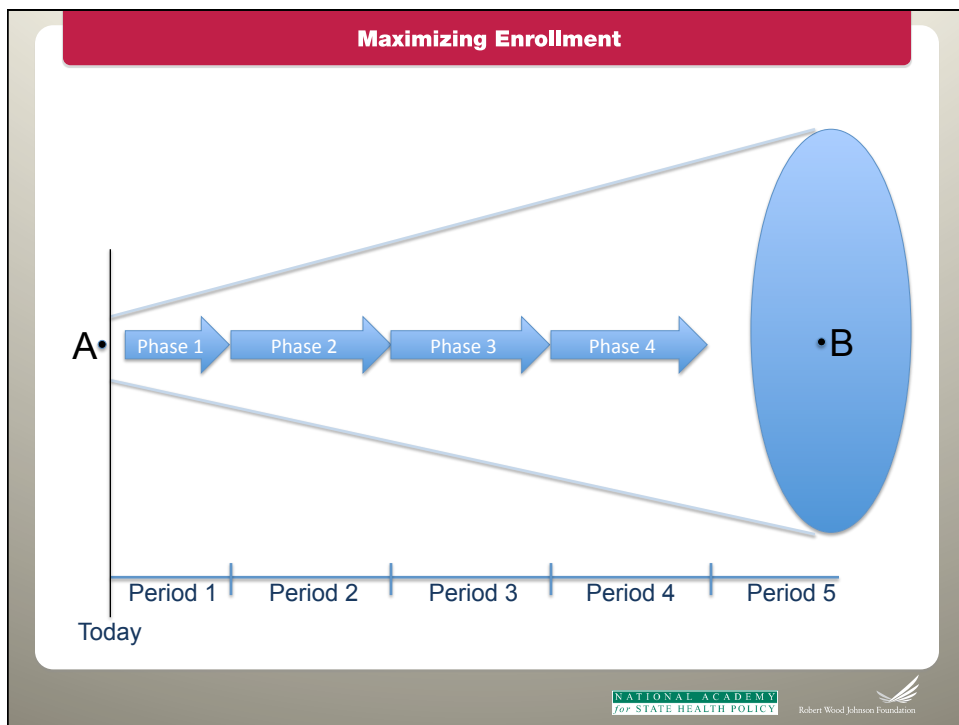 Maximizing Enrollment
A
Phase 1
Phase 2
Phase 3
Phase 4
B
Period 1
Period 2
Period 3
Period 4
Period 5
Today
NATIONAL ACADEMY
for STATE HEALTH POLICY
Robert Wood Johnson Foundation